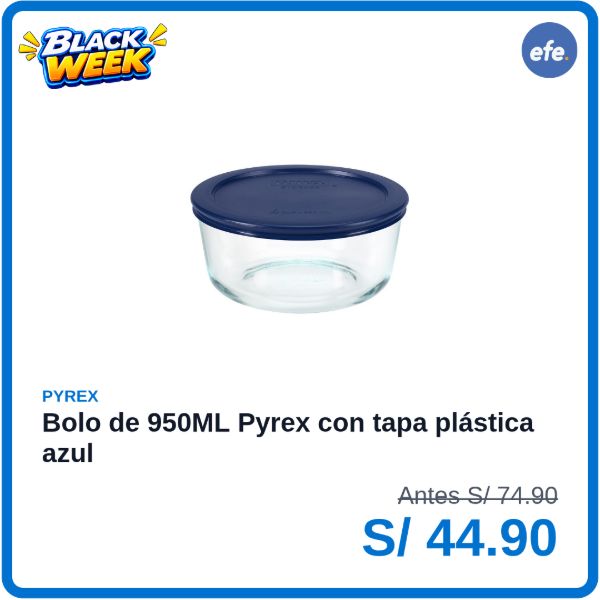 BLACK
WEEK
efe.
PYREX
Bolo de 950ML Pyrex con tapa plástica
azul
Antes S/ 74.90
S/ 44.90